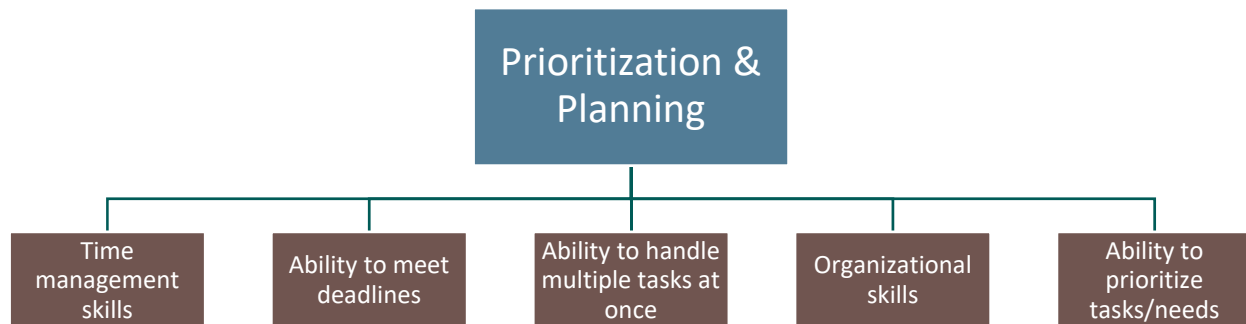 Prioritization &
Planning
Time
management
skills
Ability to meet
deadlines
Ability to handle
multiple tasks at
once
Organizational
skills
Ability to
prioritize
tasks/needs